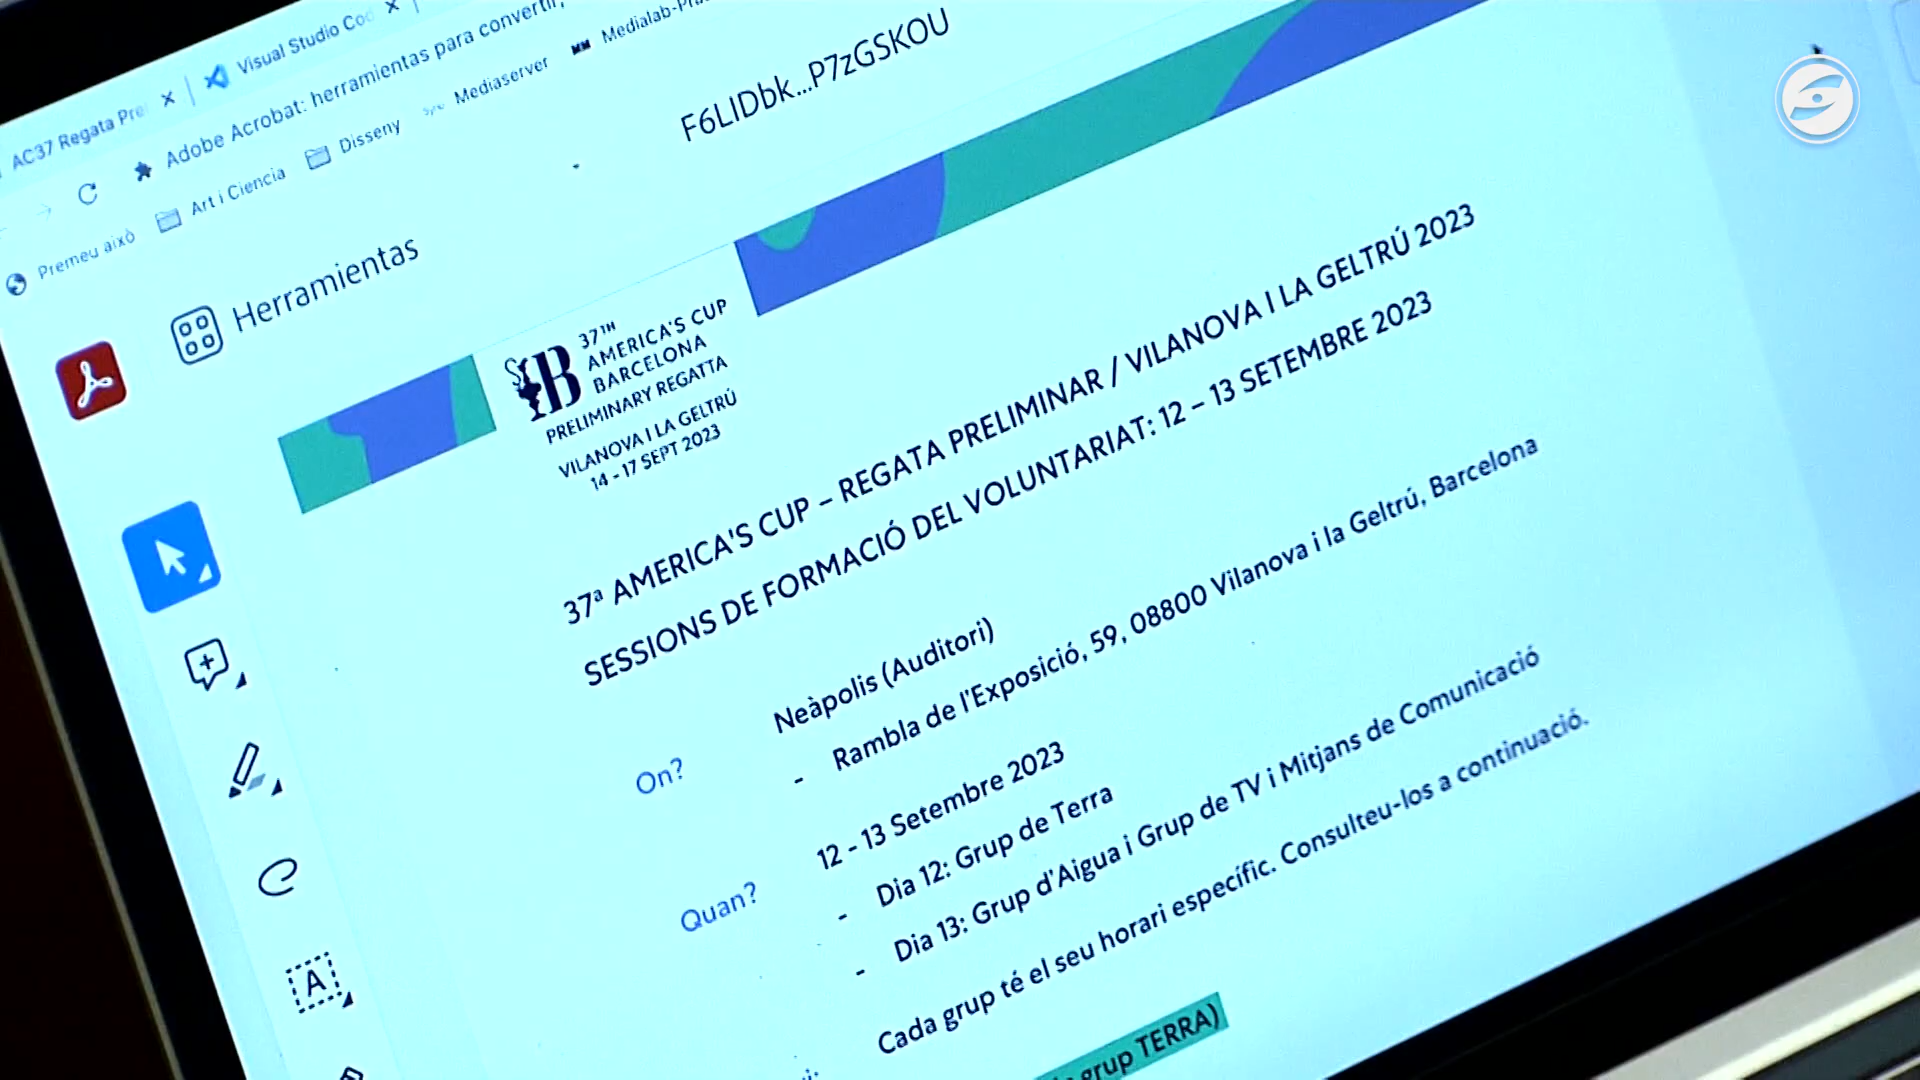 AC37 Regata Pre
Visual Studio Co
Adobe Acrobat: herramientas para convertir,
Premeu això
Art i Ciencia
Disseny
Mediaserver
Medialab-Pra
Herramientas
F6LIDbk...P7zGSKOU
37TH
AMERICA'S CUP
BARCELONA
PRELIMINARY REGATTA
VILANOVA I LA GELTRÚ
14 - 17 SEPT 2023
37ª AMERICA'S CUP – REGATA PRELIMINAR / VILANOVA I LA GELTRÚ 2023
SESSIONS DE FORMACIÓ DEL VOLUNTARIAT: 12 – 13 SETEMBRE 2023
On?
Neàpolis (Auditori)
- Rambla de l'Exposició, 59, 08800 Vilanova i la Geltrú, Barcelona
Quan?
12 - 13 Setembre 2023
- Dia 12: Grup de Terra
- Dia 13: Grup d'Aigua i Grup de TV i Mitjans de Comunicació
Cada grup té el seu horari específic. Consulteu-los a continuació.
grup TERRA)